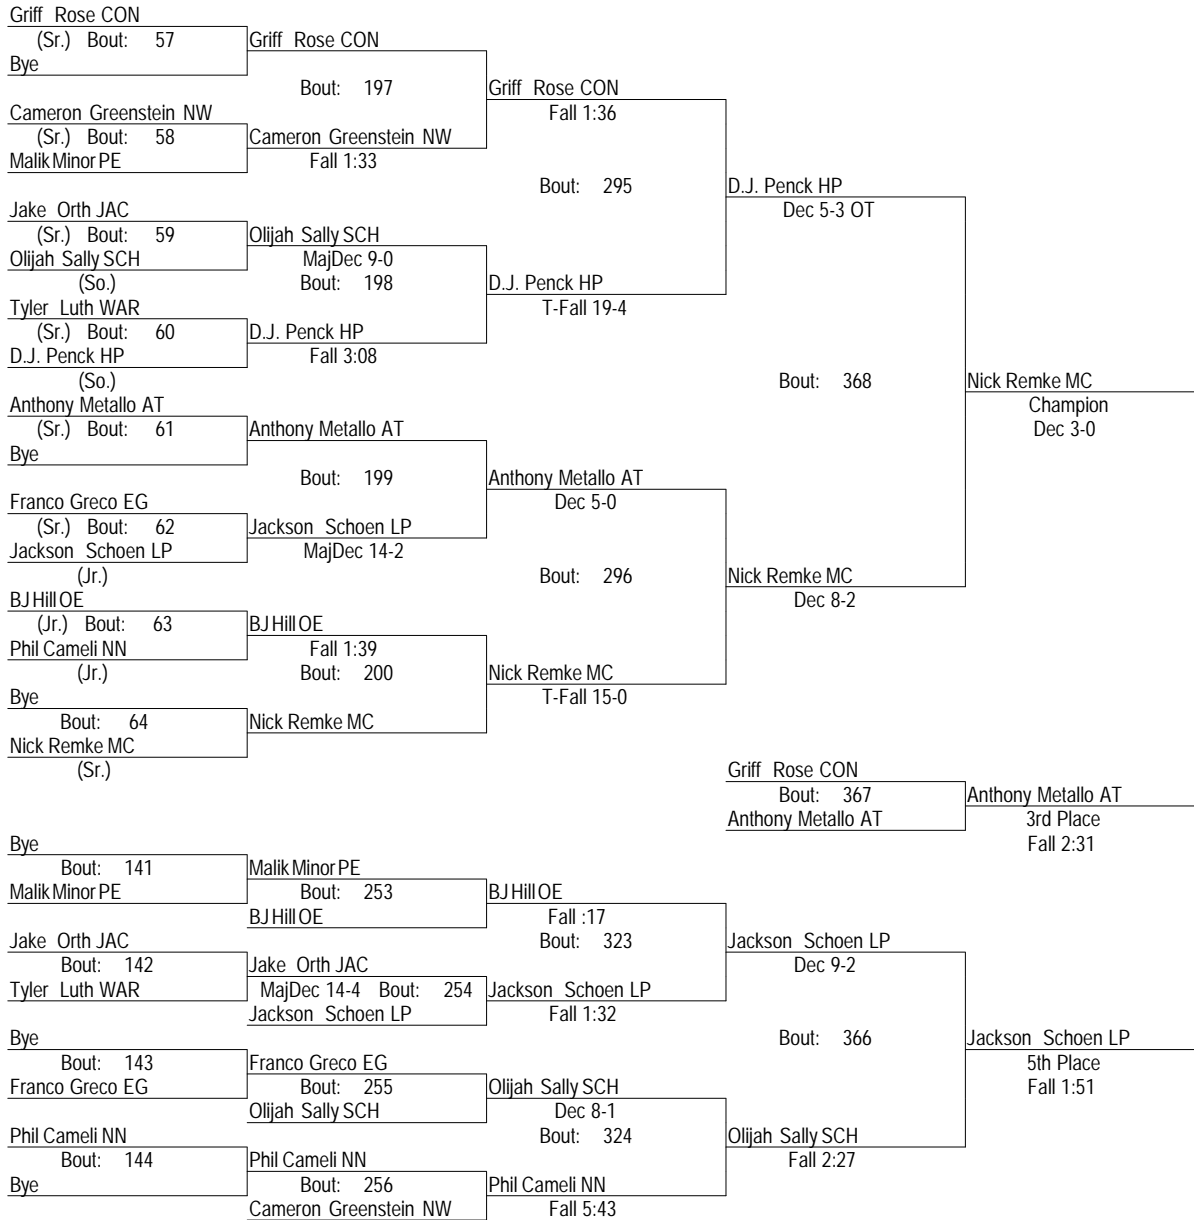 Griff Rose CON
(Sr.) Bout: 57
Griff Rose CON
Bye
Bout: 197
Griff Rose CON
Cameron Greenstein NW
Fall 1:36
(Sr.) Bout: 58
Cameron Greenstein NW
Malik Minor PE
Fall 1:33
Bout: 295
D.J. Penck HP
Jake Orth JAC
Dec 5-3 OT
(Sr.) Bout: 59
Olijah Sally SCH
Olijah Sally SCH
MajDec 9-0
(So.)
Bout: 198
D.J. Penck HP
Tyler Luth WAR
T-Fall 19-4
(Sr.) Bout: 60
D.J. Penck HP
D.J. Penck HP
Fall 3:08
(So.)
Bout: 368
Nick Remke MC
Anthony Metallo AT
Champion
(Sr.) Bout: 61
Anthony Metallo AT
Dec 3-0
Bye
Bout: 199
Anthony Metallo AT
Franco Greco EG
Dec 5-0
(Sr.) Bout: 62
Jackson Schoen LP
Jackson Schoen LP
MajDec 14-2
(Jr.)
Bout: 296
Nick Remke MC
BJ Hill OE
Dec 8-2
(Jr.) Bout: 63
BJ Hill OE
Phil Cameli NN
Fall 1:39
(Jr.)
Bout: 200
Nick Remke MC
Bye
T-Fall 15-0
Bout: 64
Nick Remke MC
Nick Remke MC
(Sr.)
Griff Rose CON
Bout: 367
Anthony Metallo AT
Anthony Metallo AT
3rd Place
Fall 2:31
Bye
Bout: 141
Malik Minor PE
Malik Minor PE
Bout: 253
BJ Hill OE
BJ Hill OE
Fall :17
Jake Orth JAC
Bout: 323
Jackson Schoen LP
Bout: 142
Jake Orth JAC
Dec 9-2
Tyler Luth WAR
MajDec 14-4 Bout: 254
Jackson Schoen LP
Jackson Schoen LP
Fall 1:32
Bye
Bout: 366
Jackson Schoen LP
Bout: 143
Franco Greco EG
5th Place
Franco Greco EG
Bout: 255
Olijah Sally SCH
Fall 1:51
Olijah Sally SCH
Dec 8-1
Phil Cameli NN
Bout: 324
Olijah Sally SCH
Bout: 144
Phil Cameli NN
Fall 2:27
Bye
Bout: 256
Phil Cameli NN
Cameron Greenstein NW
Fall 5:43